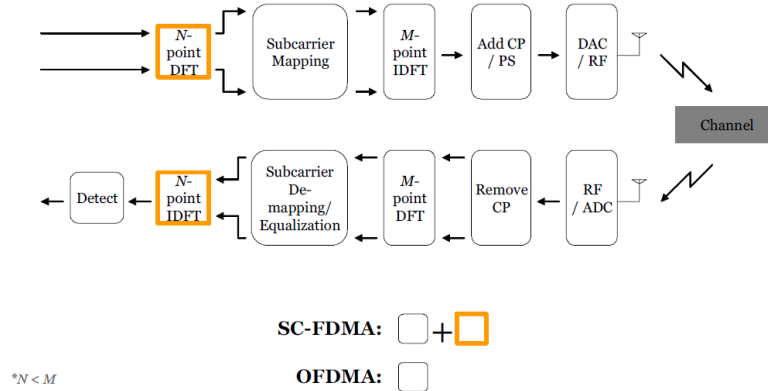 N-
point
DFT
Subcarrier
Mapping
M-
point
IDFT
Add CP
/ PS
DAC
/ RF
Channel
Detect
N-
point
IDFT
Subcarrier
De-
mapping/
Equalization
M-
point
DFT
Remove
CP
RF
/ ADC
SC-FDMA:
+
OFDMA:
*N < M